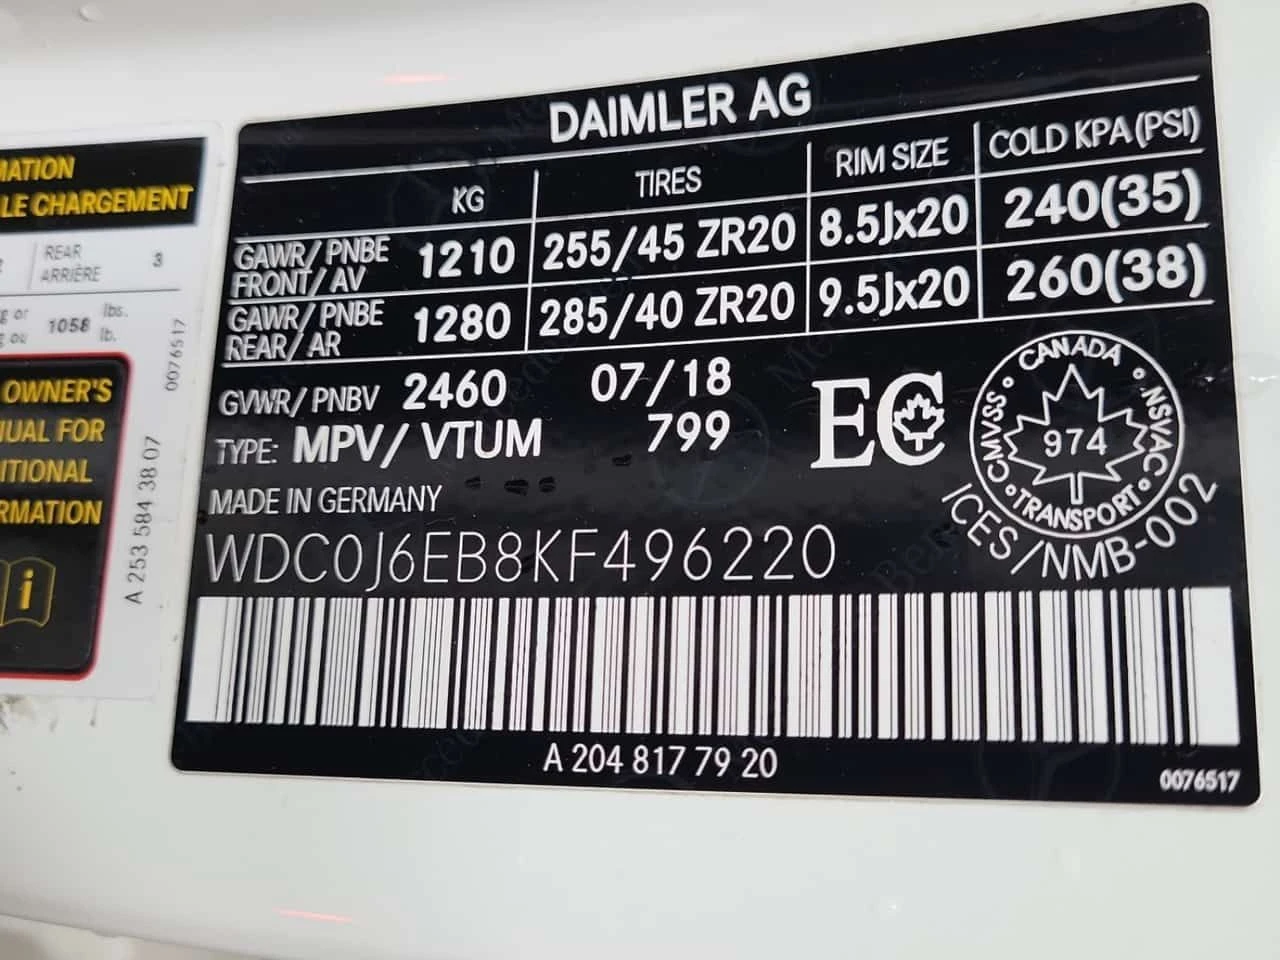 MATION
LE CHARGEMENT
REAR
ARRIÈRE 3
1058 lbs.
lb.
0076517
OWNER'S
UAL FOR
ITIONAL
RMATION
i
A 253 584 38 07
DAIMLER AG
KG TIRES RIM SIZE COLD KPA (PSI)
GAWR/ PNBE FRONT/ AV 1210 255/45 ZR20 8.5Jx20 240(35)
GAWR/ PNBE REAR/ AR 1280 285/40 ZR20 9.5Jx20 260(38)
GVWR/ PNBV 2460 07/18
TYPE: MPV/ VTUM 799
EC
CANADA
CMVSS 974 NSVAC
TRANSPORT
ICES/NMB-002
MADE IN GERMANY
WDC0J6EB8KF496220
A 204 817 79 20
0076517